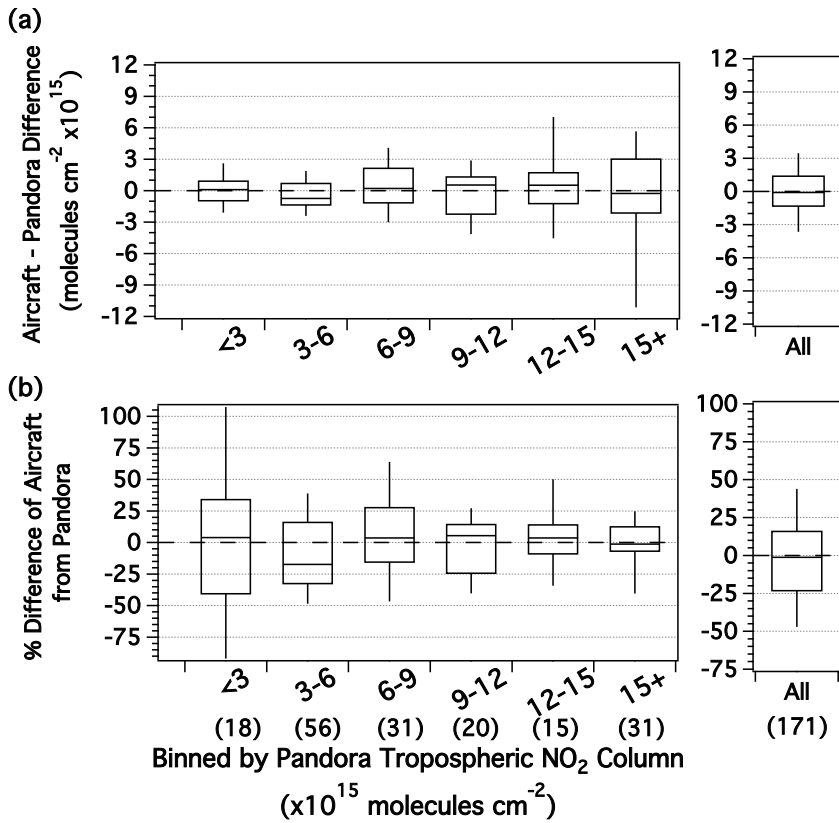 (a)
Aircraft - Pandora Difference
(molecules cm⁻² x10¹⁵)
12
9
6
3
0
-3
-6
-9
-12
<3 3-6 6-9 9-12 12-15 15+
12
9
6
3
0
-3
-6
-9
-12
All
(b)
% Difference of Aircraft
from Pandora
100
75
50
25
0
-25
-50
-75
<3 3-6 6-9 9-12 12-15 15+
(18) (56) (31) (20) (15) (31)
100
75
50
25
0
-25
-50
-75
All
(171)
Binned by Pandora Tropospheric NO₂ Column
(x10¹⁵ molecules cm⁻²)